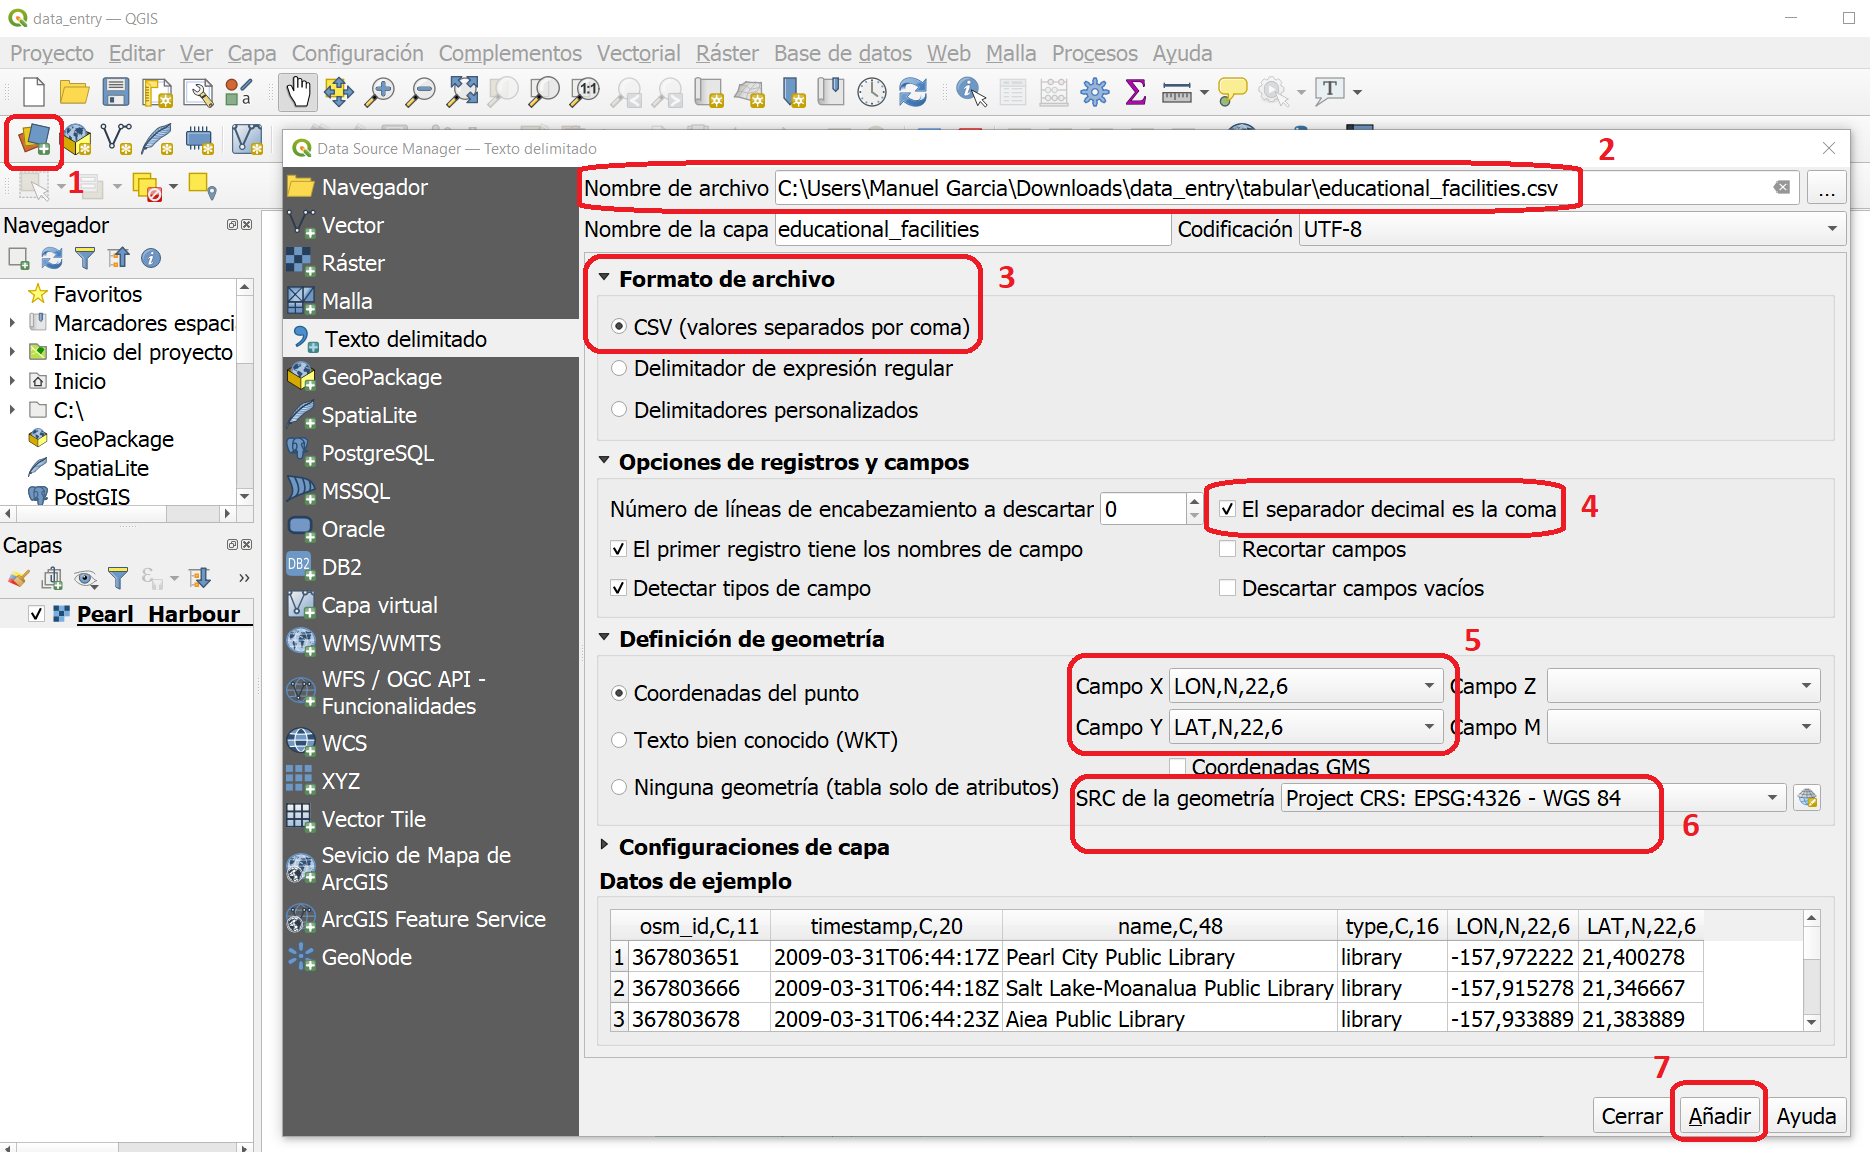 data_entry — QGIS
Proyecto Editar Ver Capa Configuración Complementos Vectorial Ráster Base de datos Web Malla Procesos Ayuda
1:1
T
1
Navegador
Favoritos
Marcadores espaci
Inicio del proyecto
Inicio
C:\
GeoPackage
SpatiaLite
PostGIS
Capas
Pearl Harbour
Data Source Manager — Texto delimitado
2
Navegador
Vector
Ráster
Malla
Texto delimitado
GeoPackage
SpatiaLite
PostgreSQL
MSSQL
Oracle
DB2 DB2
Capa virtual
WMS/WMTS
WFS / OGC API -
Funcionalidades
WCS
XYZ
Vector Tile
Sevicio de Mapa de
ArcGIS
ArcGIS Feature Service
GeoNode
Nombre de archivo C:\Users\Manuel Garcia\Downloads\data_entry\tabular\educational_facilities.csv ...
Nombre de la capa educational_facilities Codificación UTF-8
Formato de archivo 3
CSV (valores separados por coma)
Delimitador de expresión regular
Delimitadores personalizados
Opciones de registros y campos
Número de líneas de encabezamiento a descartar 0 El separador decimal es la coma 4
El primer registro tiene los nombres de campo Recortar campos
Detectar tipos de campo Descartar campos vacíos
Definición de geometría 5
Coordenadas del punto Campo X LON,N,22,6 Campo Z
Texto bien conocido (WKT) Campo Y LAT,N,22,6 Campo M
Coordenadas GMS
Ninguna geometría (tabla solo de atributos) SRC de la geometría Project CRS: EPSG:4326 - WGS 84
6
Configuraciones de capa
Datos de ejemplo
osm_id,C,11 timestamp,C,20 name,C,48 type,C,16 LON,N,22,6 LAT,N,22,6
1 367803651 2009-03-31T06:44:17Z Pearl City Public Library library -157,972222 21,400278
2 367803666 2009-03-31T06:44:18Z Salt Lake-Moanalua Public Library library -157,915278 21,346667
3 367803678 2009-03-31T06:44:23Z Aiea Public Library library -157,933889 21,383889
7
Cerrar Añadir Ayuda